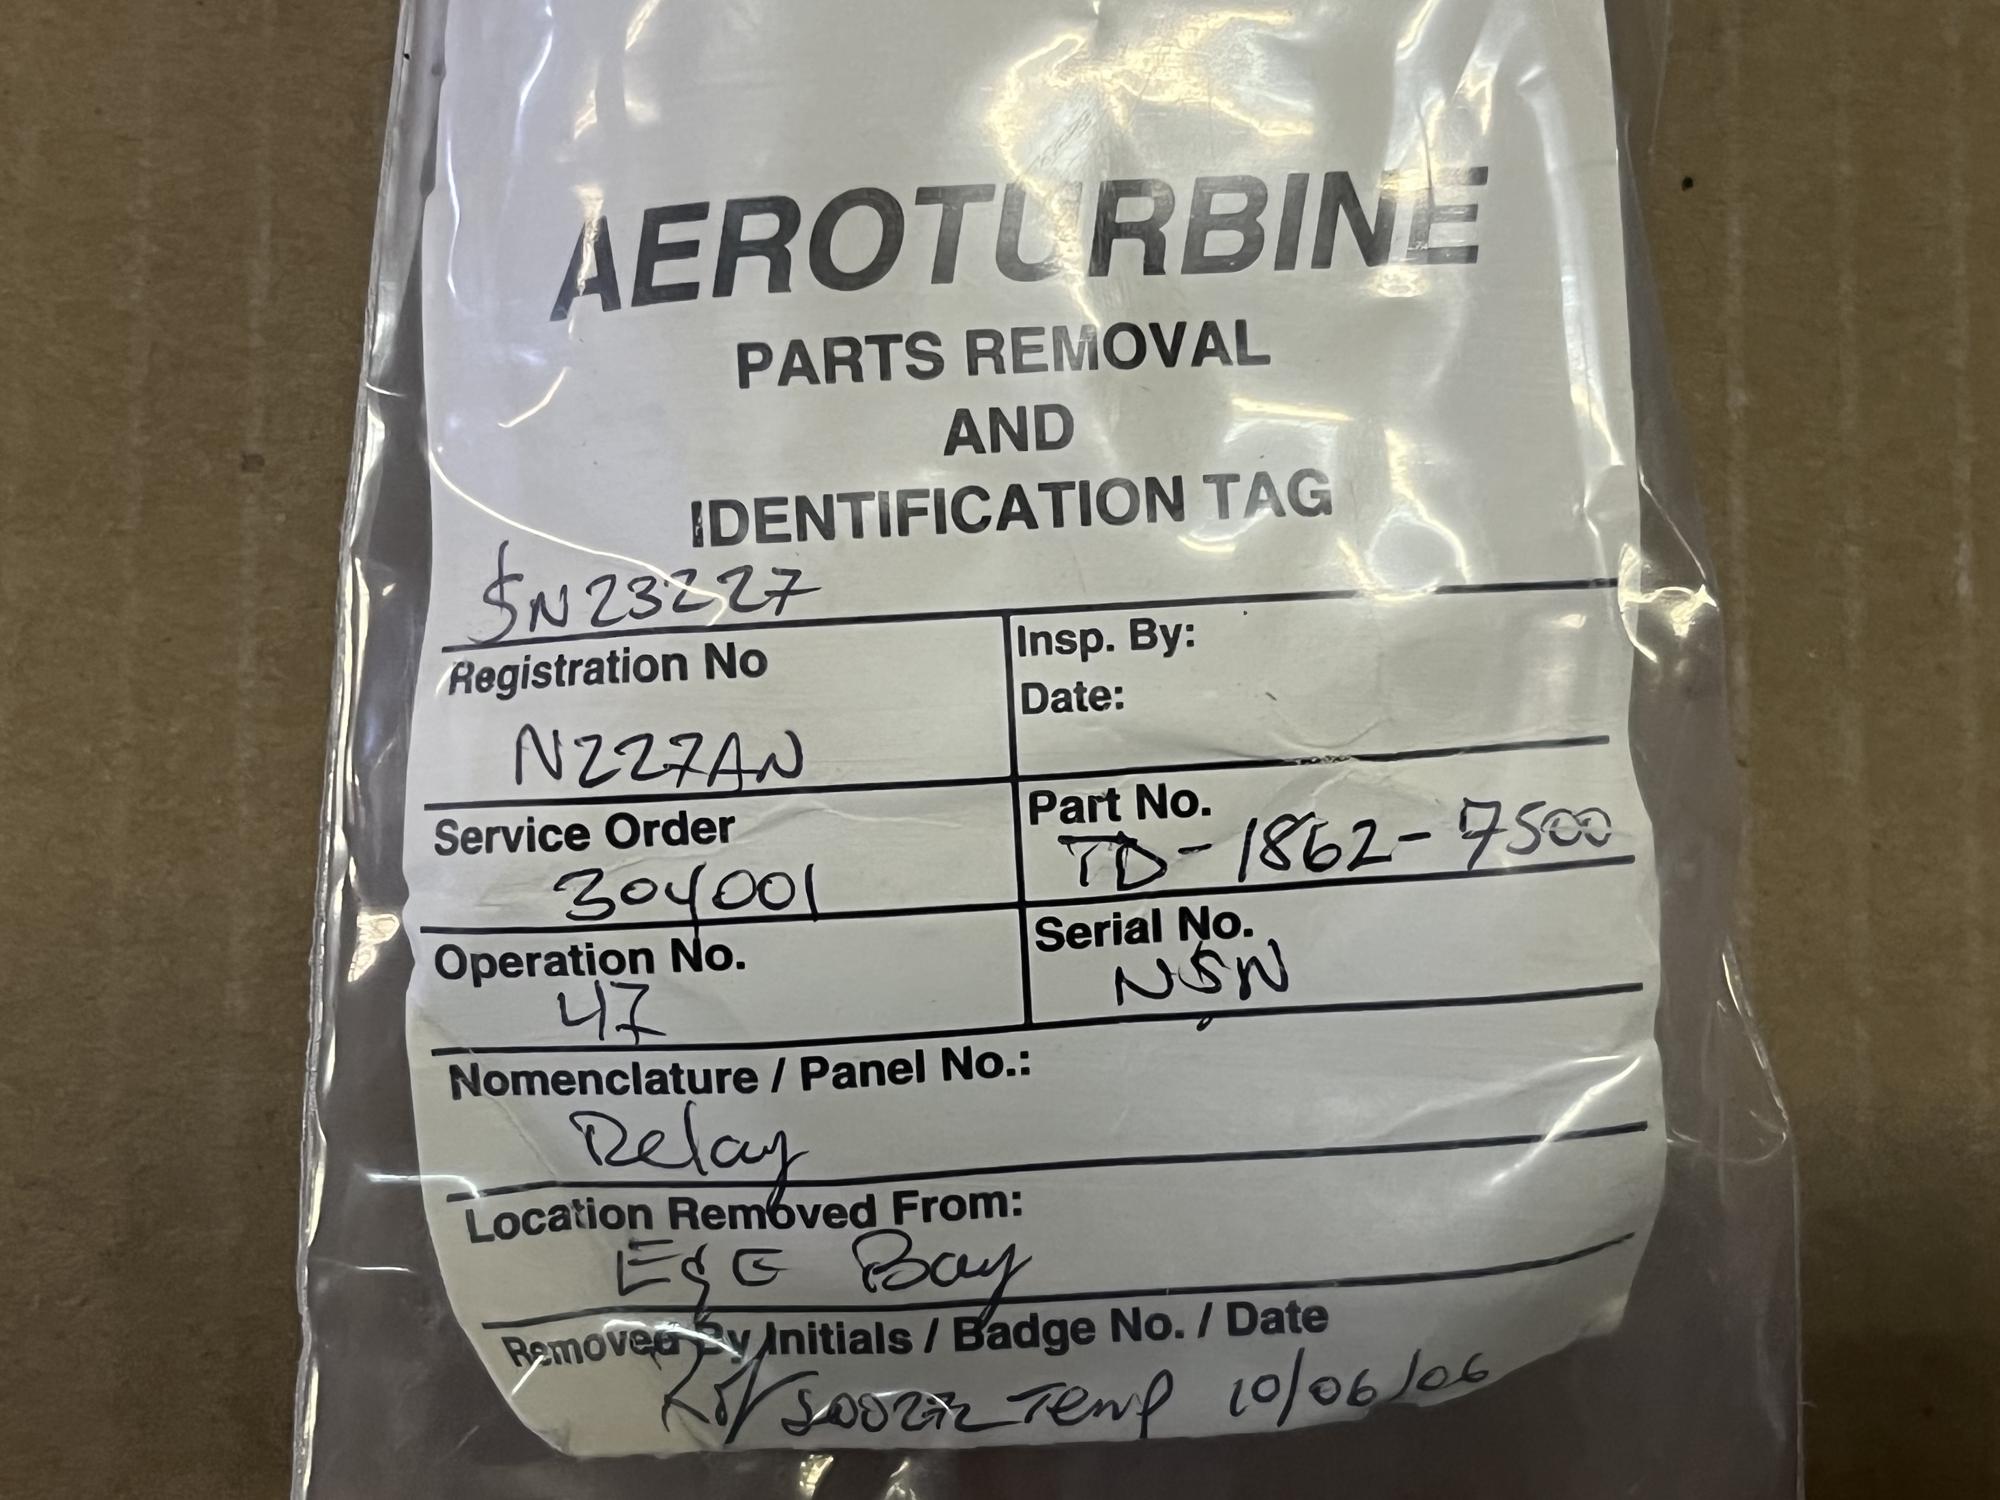 AEROTURBINE
PARTS REMOVAL
AND
IDENTIFICATION TAG
SN23227
Registration No
N227AN
Insp. By:
Date:
Service Order
304001
Part No.
TD-1862-7500
Operation No.
47
Serial No.
NSN
Nomenclature / Panel No.:
Relay
Location Removed From:
E&E Bay
Removed By Initials / Badge No. / Date
Temp 10/06/06